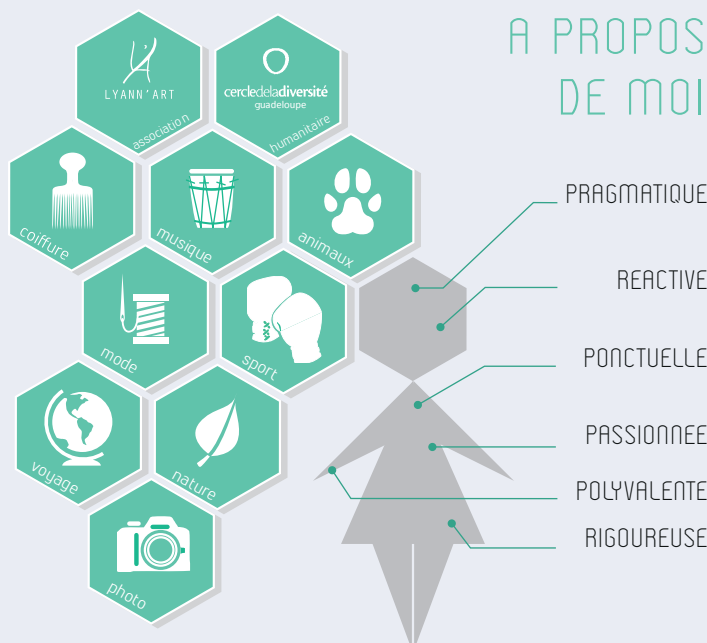 A PROPOS
DE MOI
L'A
LYANN'ART
association
cercledeladiversité
guadeloupe
humanitaire
coiffure
musique
animaux
mode
sport
voyage
nature
photo
PRAGMATIQUE
REACTIVE
PONCTUELLE
PASSIONNEE
POLYVALENTE
RIGOUREUSE